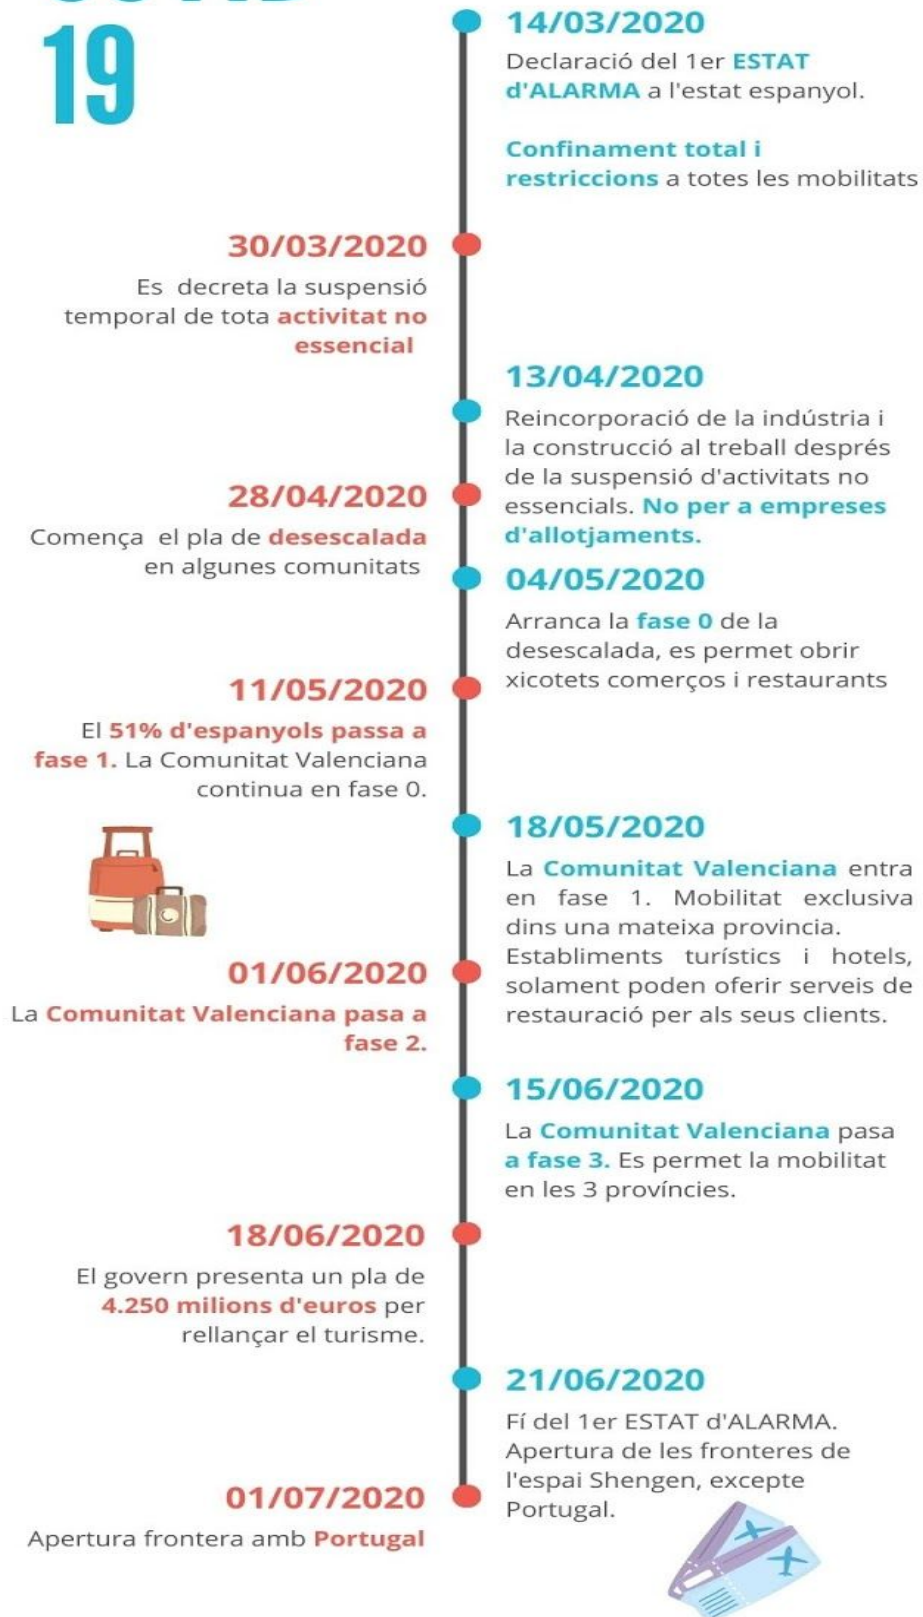 19
14/03/2020
Declaració del 1er ESTAT
d'ALARMA a l'estat espanyol.
Confinament total i
restriccions a totes les mobilitats
30/03/2020
Es decreta la suspensió
temporal de tota activitat no
essencial
13/04/2020
Reincorporació de la indústria i
la construcció al treball després
de la suspensió d'activitats no
essencials. No per a empreses
d'allotjaments.
28/04/2020
Comença el pla de desescalada
en algunes comunitats
04/05/2020
Arranca la fase 0 de la
desescalada, es permet obrir
xicotets comerços i restaurants
11/05/2020
El 51% d'espanyols passa a
fase 1. La Comunitat Valenciana
continua en fase 0.
18/05/2020
La Comunitat Valenciana entra
en fase 1. Mobilitat exclusiva
dins una mateixa provincia.
Establiments turístics i hotels,
solament poden oferir serveis de
restauració per als seus clients.
01/06/2020
La Comunitat Valenciana pasa a
fase 2.
15/06/2020
La Comunitat Valenciana pasa
a fase 3. Es permet la mobilitat
en les 3 províncies.
18/06/2020
El govern presenta un pla de
4.250 milions d'euros per
rellançar el turisme.
21/06/2020
Fí del 1er ESTAT d'ALARMA.
Apertura de les fronteres de
l'espai Shengen, excepte
Portugal.
01/07/2020
Apertura frontera amb Portugal